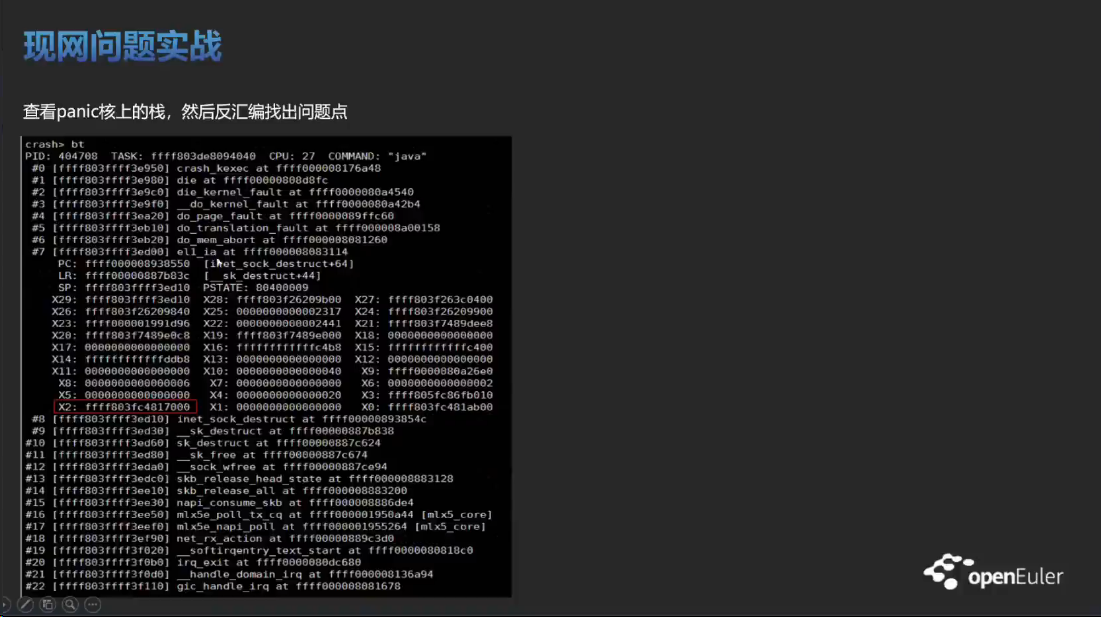 现网问题实战
查看panic核上的栈，然后反汇编找出问题点
crash> bt
PID: 404708 TASK: ffff803de8094040 CPU: 27 COMMAND: "java"
#0 [ffff803ffff3e950] crash_kexec at ffff000008176a48
#1 [ffff803ffff3e980] die at ffff00000808d8fc
#2 [ffff803ffff3e9c0] die_kernel_fault at ffff0000080a4540
#3 [ffff803ffff3e9f0] __do_kernel_fault at ffff0000080a42b4
#4 [ffff803ffff3ea20] do_page_fault at ffff0000089ffc60
#5 [ffff803ffff3eb10] do_translation_fault at ffff000008a00158
#6 [ffff803ffff3eb20] do_mem_abort at ffff000008081260
#7 [ffff803ffff3ed00] el1_ia at ffff000008083114
PC: ffff000008938550 [inet_sock_destruct+64]
LR: ffff00000887b83c [__sk_destruct+44]
SP: ffff803ffff3ed10 PSTATE: 80400009
X29: ffff803ffff3ed10 X28: ffff803f26209b00 X27: ffff803f263c0400
X26: ffff803f26209840 X25: 0000000000002317 X24: ffff803f26209900
X23: ffff000001991d96 X22: 0000000000002441 X21: ffff803f7489dee8
X20: ffff803f7489e0c8 X19: ffff803f7489e000 X18: 0000000000000000
X17: 0000000000000000 X16: ffffffffffffc4b8 X15: ffffffffffffc400
X14: ffffffffffffddb8 X13: 0000000000000000 X12: 0000000000000000
X11: 0000000000000000 X10: 0000000000000040 X9: ffff0000080a26e0
X8: 0000000000000006 X7: 0000000000000000 X6: 0000000000000002
X5: 0000000000000000 X4: 0000000000000020 X3: ffff805fc86fb010
X2: ffff803fc4817000 X1: 0000000000000000 X0: ffff803fc481ab00
#8 [ffff803ffff3ed10] inet_sock_destruct at ffff00000893854c
#9 [ffff803ffff3ed30] __sk_destruct at ffff00000887b838
#10 [ffff803ffff3ed60] sk_destruct at ffff00000887c624
#11 [ffff803ffff3ed80] __sk_free at ffff00000887c674
#12 [ffff803ffff3eda0] __sock_wfree at ffff00000887ce94
#13 [ffff803ffff3edc0] skb_release_head_state at ffff000008883128
#14 [ffff803ffff3ee10] skb_release_all at ffff000008883200
#15 [ffff803ffff3ee30] napi_consume_skb at ffff000008886de4
#16 [ffff803ffff3ee50] mlx5e_poll_tx_cq at ffff000001950a44 [mlx5_core]
#17 [ffff803ffff3eef0] mlx5e_napi_poll at ffff000001955264 [mlx5_core]
#18 [ffff803ffff3ef90] net_rx_action at ffff0000089c3d0
#19 [ffff803ffff3f020] __softirqentry_text_start at ffff0000080818c0
#20 [ffff803ffff3f0b0] irq_exit at ffff0000080dc680
#21 [ffff803ffff3f0d0] __handle_domain_irq at ffff000008136a94
#22 [ffff803ffff3f110] gic_handle_irq at ffff000008081678
openEuler